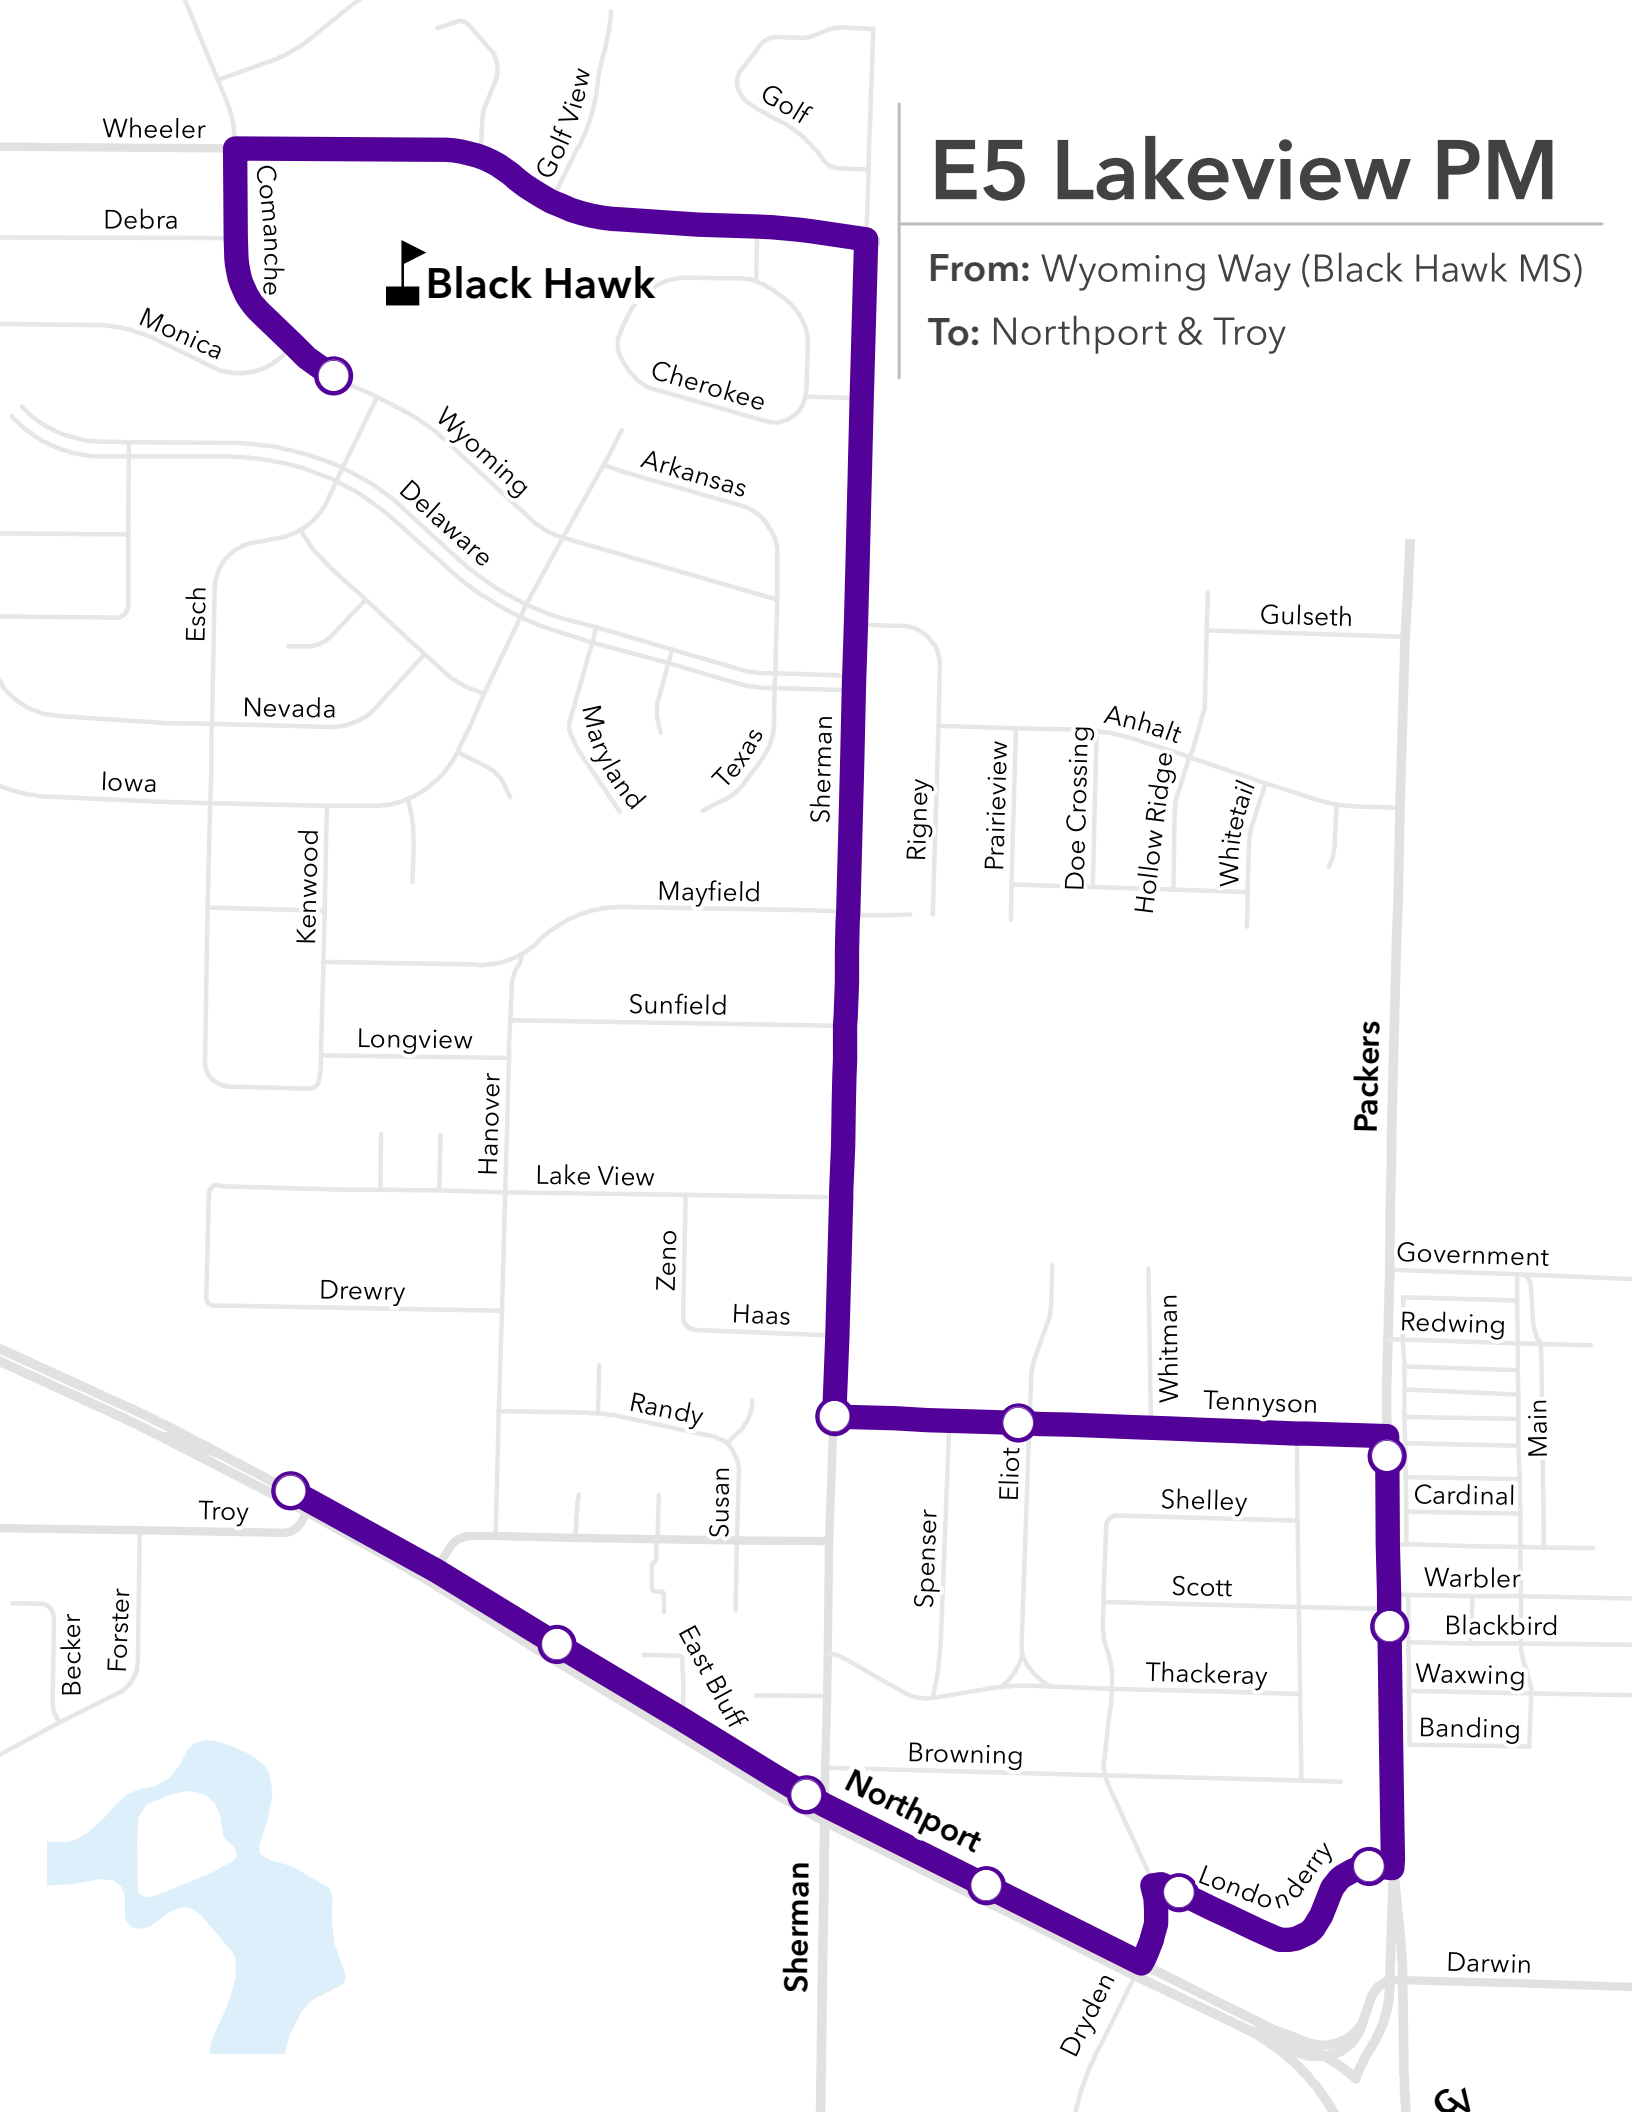 E5 Lakeview PM
From: Wyoming Way (Black Hawk MS)
To: Northport & Troy
Wheeler
Golf View
Golf
Comanche
Debra
Black Hawk
Monica
Cherokee
Wyoming
Arkansas
Delaware
Esch
Gulseth
Nevada
Maryland
Texas
Sherman
Anhalt
Iowa
Rigney
Prairieview
Doe Crossing
Hollow Ridge
Whitetail
Kenwood
Mayfield
Sunfield
Longview
Packers
Hanover
Lake View
Zeno
Government
Drewry
Haas
Redwing
Whitman
Randy
Tennyson
Main
Eliot
Susan
Troy
Shelley
Cardinal
Spenser
Scott
Warbler
Blackbird
Forster
Becker
East Bluff
Thackeray
Waxwing
Banding
Browning
Northport
Londonderry
Sherman
Darwin
Dryden
3